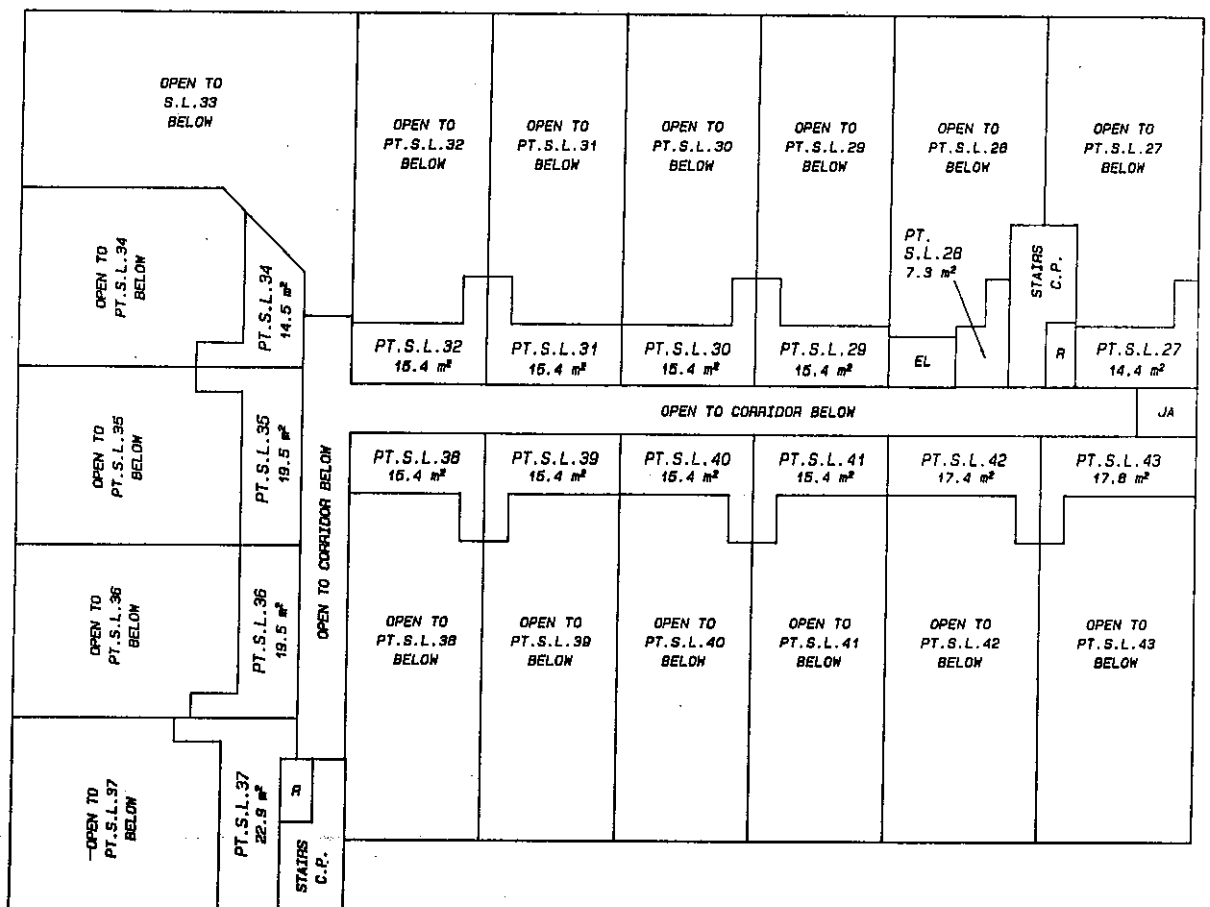 OPEN TO
S.L.33
BELOW
OPEN TO
PT.S.L.32
BELOW
OPEN TO
PT.S.L.31
BELOW
OPEN TO
PT.S.L.30
BELOW
OPEN TO
PT.S.L.29
BELOW
OPEN TO
PT.S.L.28
BELOW
OPEN TO
PT.S.L.27
BELOW
OPEN TO
PT.S.L.34
BELOW
PT.S.L.34
14.5 m²
PT.
S.L.28
7.3 m²
STAIRS
C.P.
PT.S.L.32
15.4 m²
PT.S.L.31
15.4 m²
PT.S.L.30
15.4 m²
PT.S.L.29
15.4 m²
EL
R
PT.S.L.27
14.4 m²
OPEN TO CORRIDOR BELOW
JA
OPEN TO
PT.S.L.35
BELOW
PT.S.L.35
19.5 m²
OPEN TO CORRIDOR BELOW
PT.S.L.38
15.4 m²
PT.S.L.39
15.4 m²
PT.S.L.40
15.4 m²
PT.S.L.41
15.4 m²
PT.S.L.42
17.4 m²
PT.S.L.43
17.8 m²
OPEN TO
PT.S.L.36
BELOW
PT.S.L.36
19.5 m²
OPEN TO
PT.S.L.38
BELOW
OPEN TO
PT.S.L.39
BELOW
OPEN TO
PT.S.L.40
BELOW
OPEN TO
PT.S.L.41
BELOW
OPEN TO
PT.S.L.42
BELOW
OPEN TO
PT.S.L.43
BELOW
OPEN TO
PT.S.L.37
BELOW
PT.S.L.37
22.9 m²
R
STAIRS
C.P.